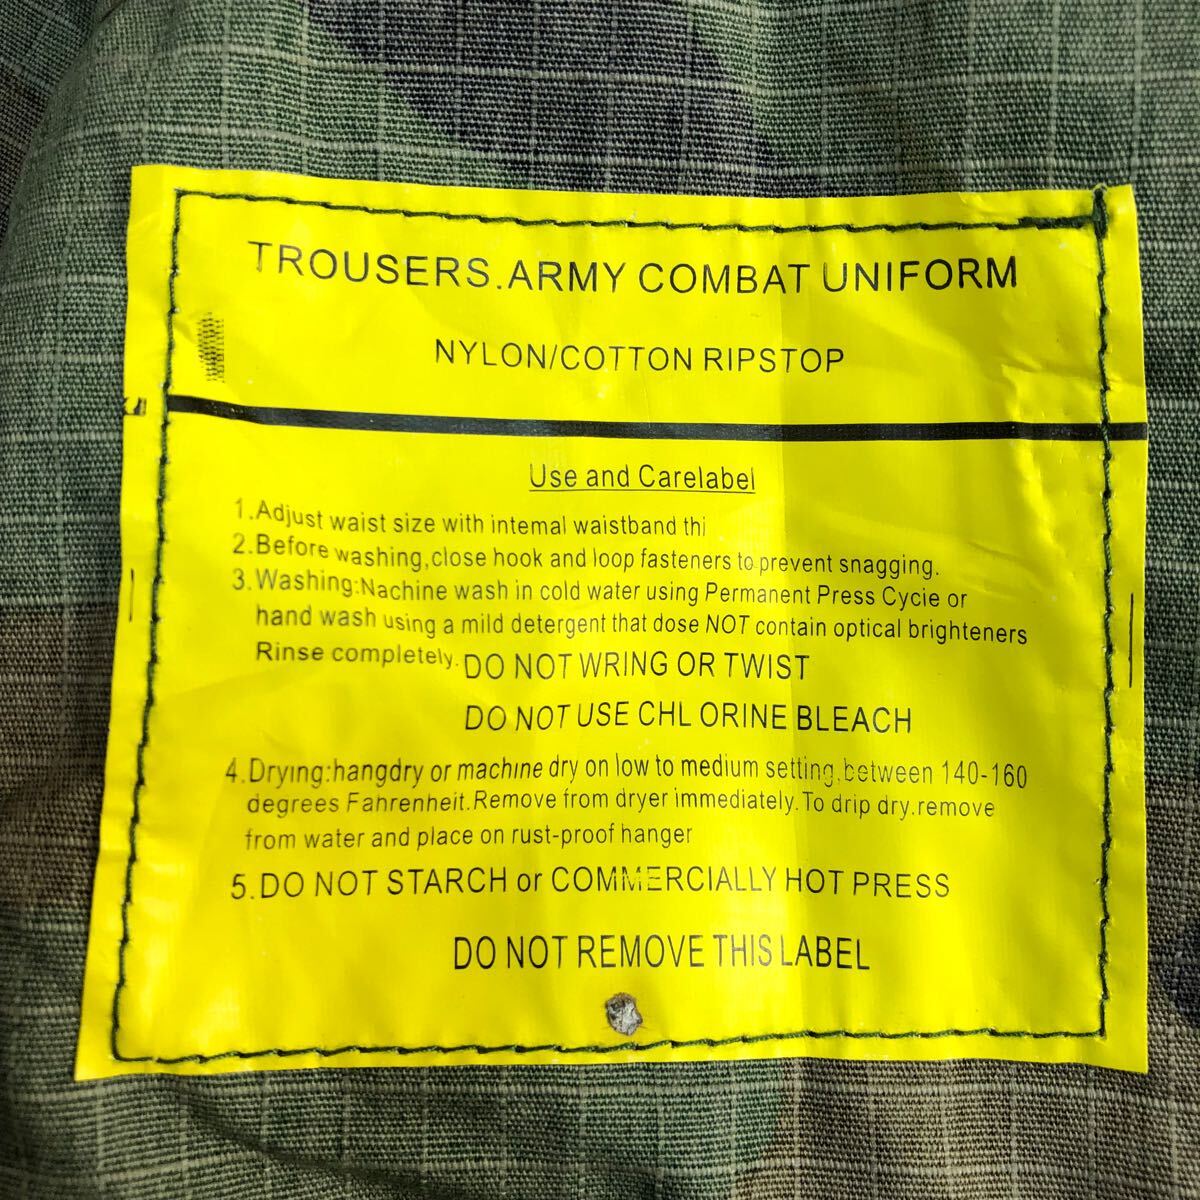 TROUSERS.ARMY COMBAT UNIFORM
NYLON/COTTON RIPSTOP
Use and Carelabel
1.Adjust waist size with intemal waistband thi
2.Before washing,close hook and loop fasteners to prevent snagging.
3.Washing:Nachine wash in cold water using Permanent Press Cycie or
hand wash using a mild detergent that dose NOT contain optical brighteners
Rinse completely. DO NOT WRING OR TWIST
DO NOT USE CHL ORINE BLEACH
4.Drying:hangdry or machine dry on low to medium setting,between 140-160
degrees Fahrenheit.Remove from dryer immediately.To drip dry.remove
from water and place on rust-proof hanger
5.DO NOT STARCH or COMMERCIALLY HOT PRESS
DO NOT REMOVE THIS LABEL